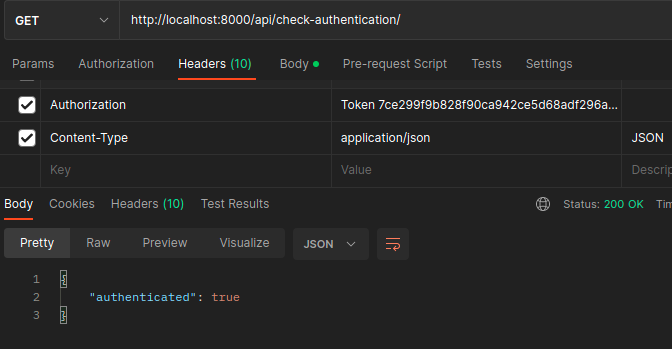 GET http://localhost:8000/api/check-authentication/
Params Authorization Headers (10) Body Pre-request Script Tests Settings
Authorization Token 7ce299f9b828f90ca942ce5d68adf296a...
Content-Type application/json JSON
Key Value Descrip
Body Cookies Headers (10) Test Results Status: 200 OK Tim
Pretty Raw Preview Visualize JSON
1 {
2 "authenticated": true
3 }